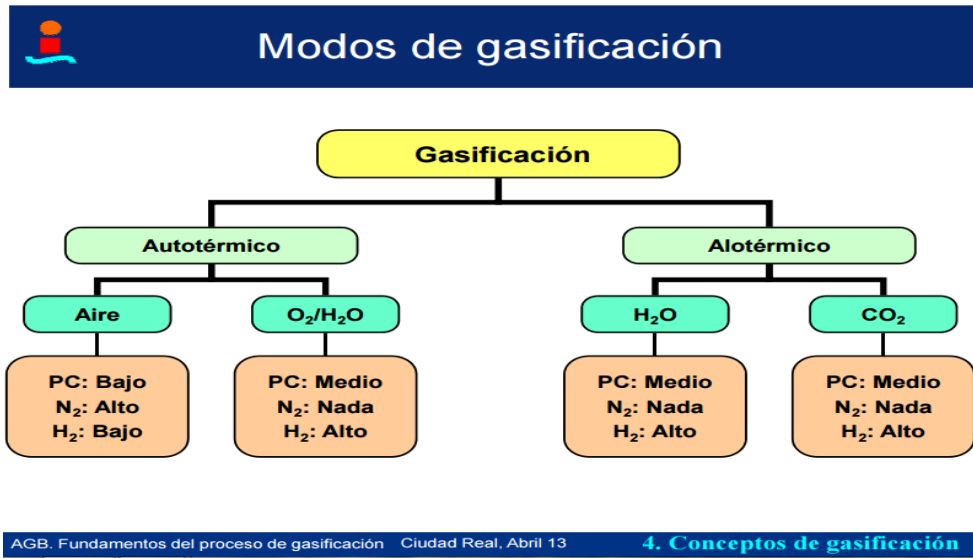 Modos de gasificación
Gasificación
Autotérmico
Alotérmico
Aire
O₂/H₂O
H₂O
CO₂
PC: Bajo
N₂: Alto
H₂: Bajo
PC: Medio
N₂: Nada
H₂: Alto
PC: Medio
N₂: Nada
H₂: Alto
PC: Medio
N₂: Nada
H₂: Alto
AGB. Fundamentos del proceso de gasificación Ciudad Real, Abril 13
4. Conceptos de gasificación